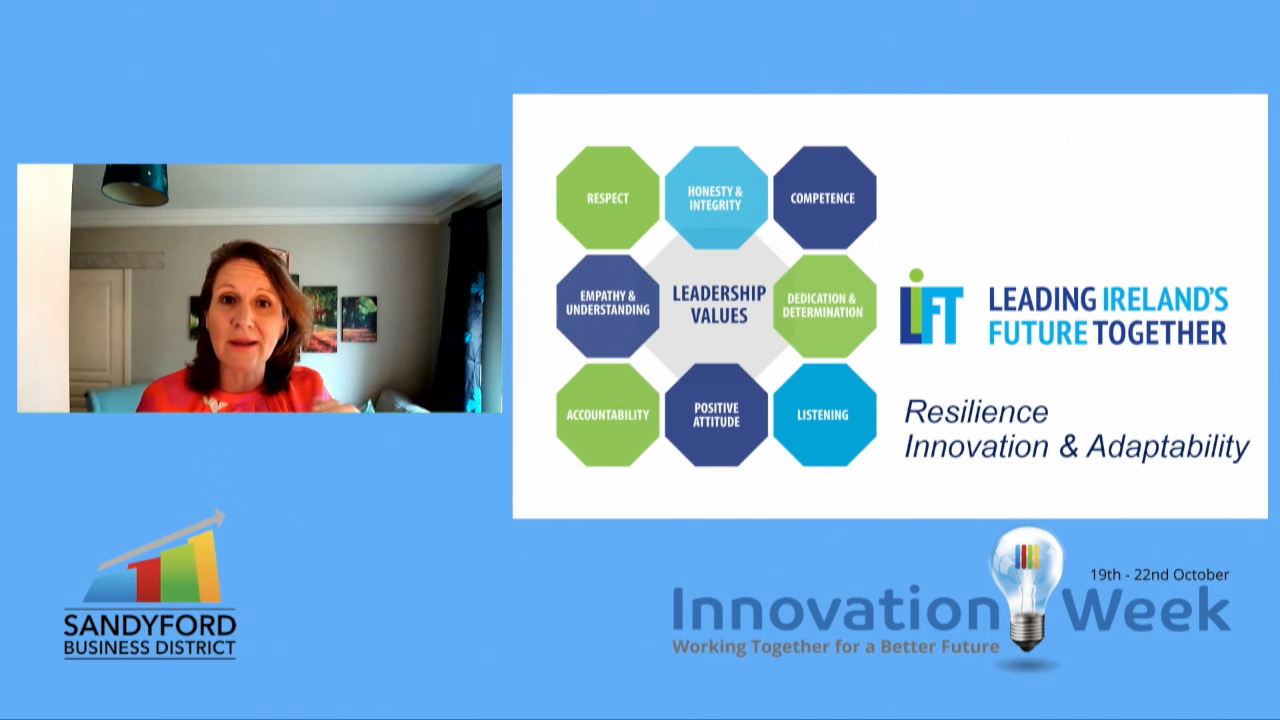 RESPECT
HONESTY &
INTEGRITY
COMPETENCE
EMPATHY &
UNDERSTANDING
LEADERSHIP
VALUES
DEDICATION &
DETERMINATION
ACCOUNTABILITY
POSITIVE
ATTITUDE
LISTENING
LiFT
LEADING IRELAND'S
FUTURE TOGETHER
Resilience
Innovation & Adaptability
SANDYFORD
BUSINESS DISTRICT
19th - 22nd October
Innovation Week
Working Together for a Better Future